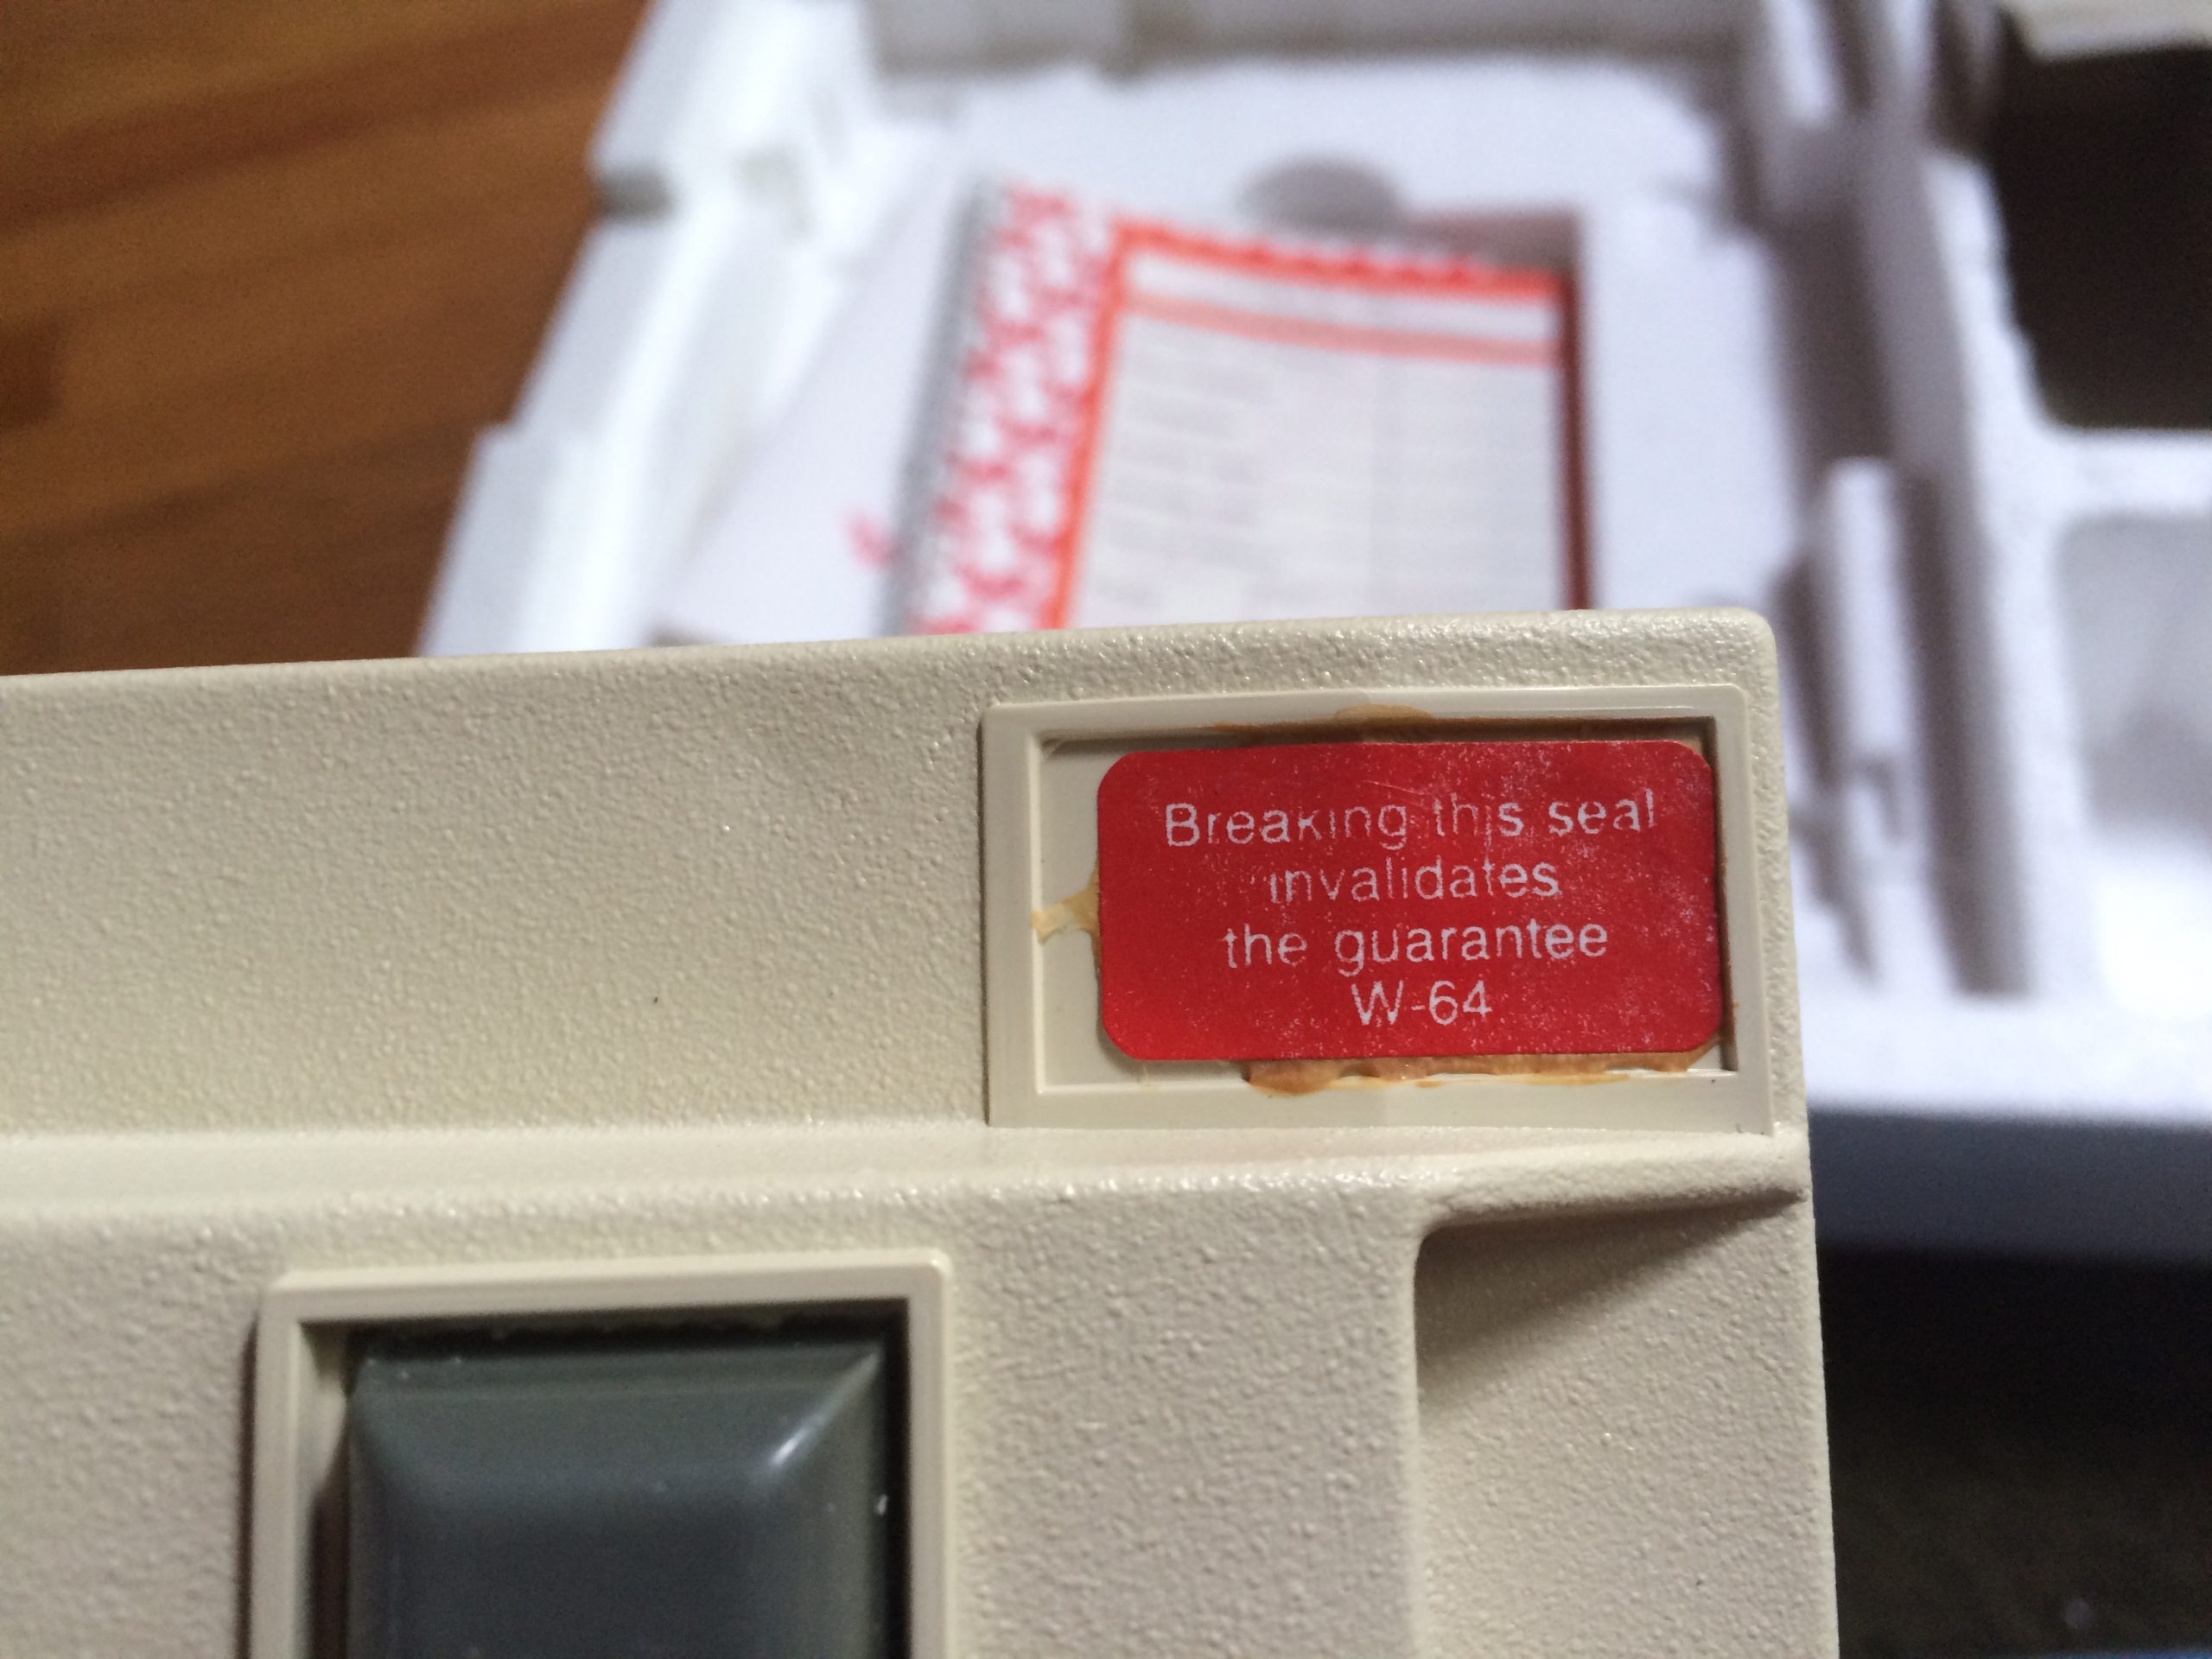 Breaking this seal
invalidates
the guarantee
W-64